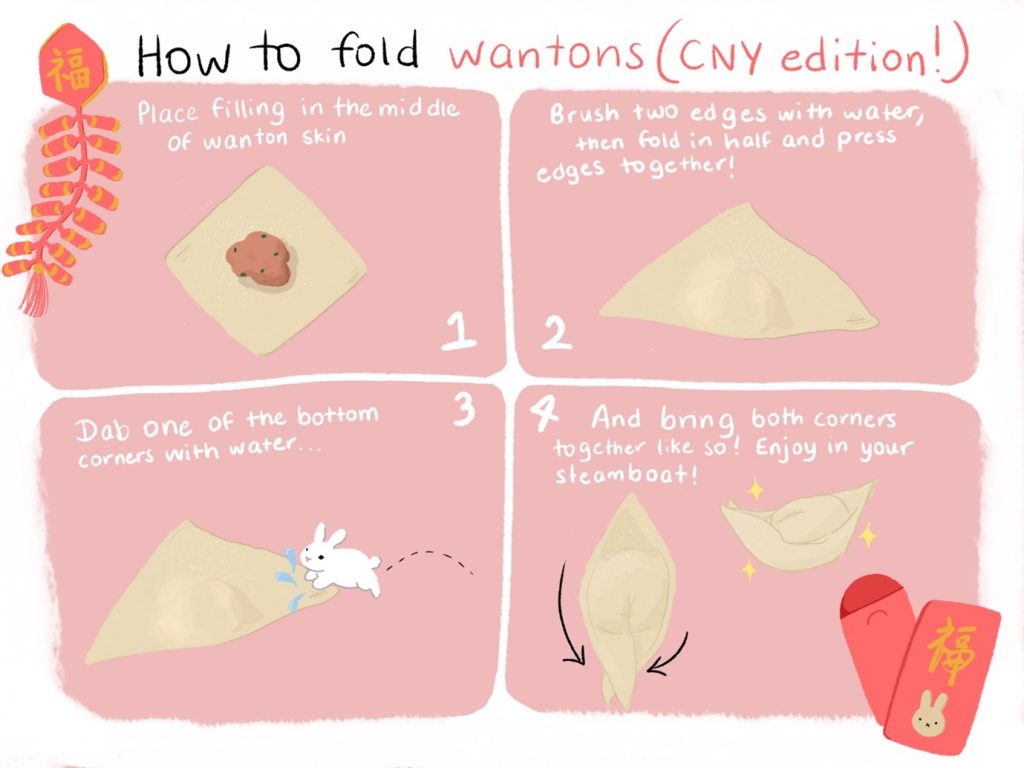 福
How to fold wantons (CNY edition!)
Place filling in the middle
of wanton skin
1
Brush two edges with water,
then fold in half and press
edges together!
2
Dab one of the bottom
corners with water...
3
4
And bring both corners
together like so! Enjoy in your
steamboat!
福